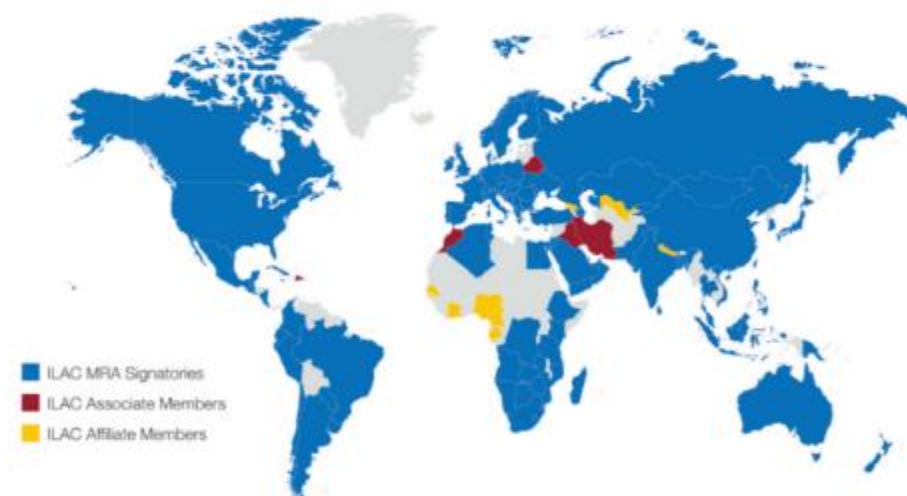 ILAC MRA Signatories
ILAC Associate Members
ILAC Affiliate Members